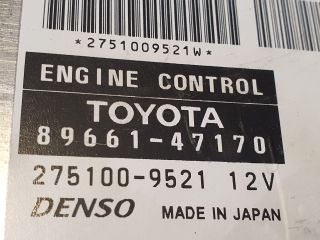 *2751009521W*
ENGINE CONTROL
TOYOTA
89661-47170
275100-9521 12V
DENSO MADE IN JAPAN